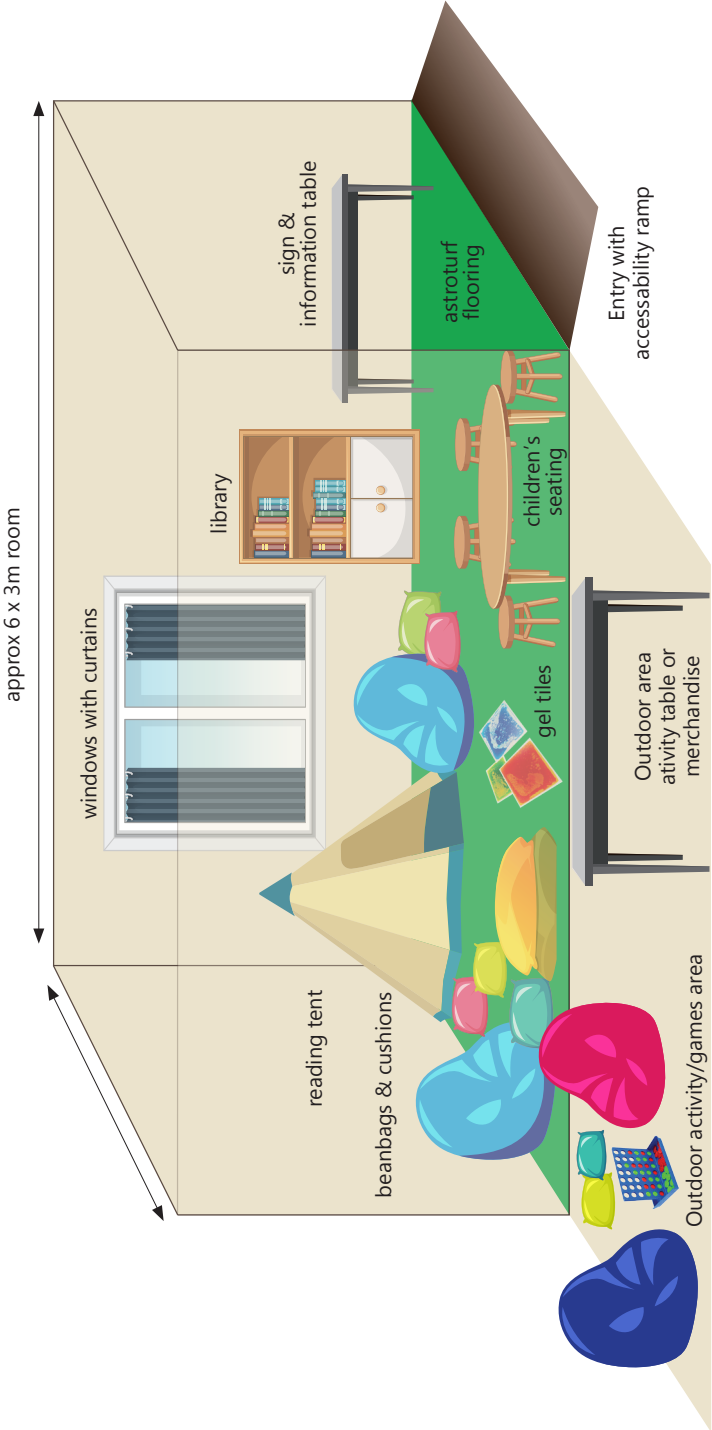 approx 6 x 3m room
windows with curtains
library
sign &
information table
reading tent
beanbags & cushions
astroturf
flooring
children's
seating
gel tiles
Entry with
accessability ramp
Outdoor area
ativity table or
merchandise
Outdoor activity/games area